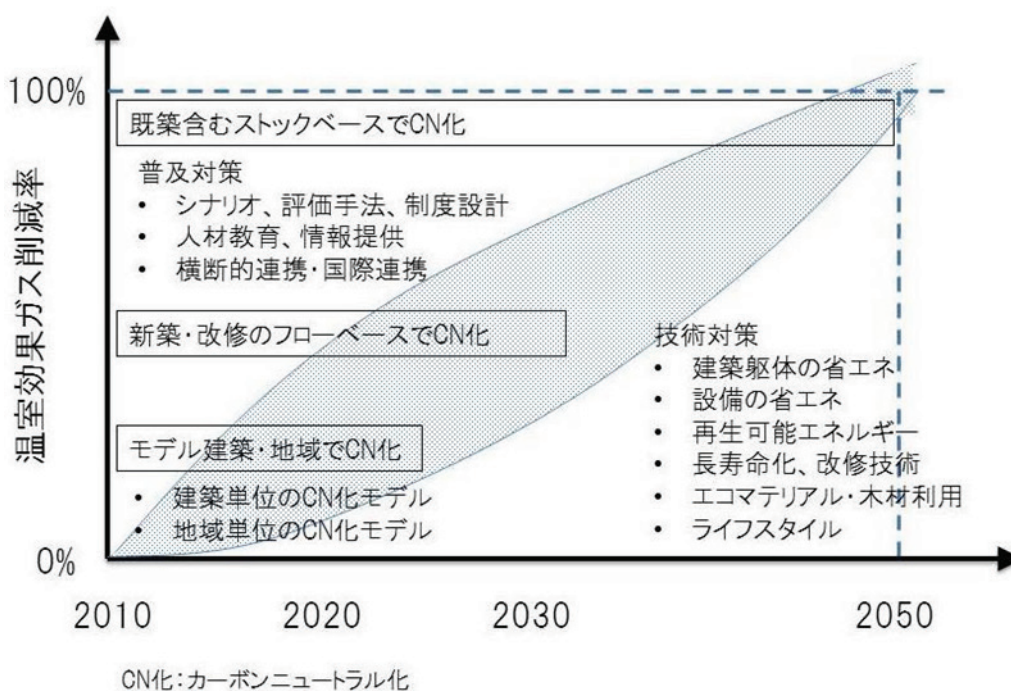 温室効果ガス削減率
100%
既築含むストックベースでCN化
普及対策
• シナリオ、評価手法、制度設計
• 人材教育、情報提供
• 横断的連携・国際連携
新築・改修のフローベースでCN化
技術対策
• 建築躯体の省エネ
• 設備の省エネ
• 再生可能エネルギー
• 長寿命化、改修技術
• エコマテリアル・木材利用
• ライフスタイル
モデル建築・地域でCN化
• 建築単位のCN化モデル
• 地域単位のCN化モデル
0%
2010 2020 2030 2050
CN化：カーボンニュートラル化